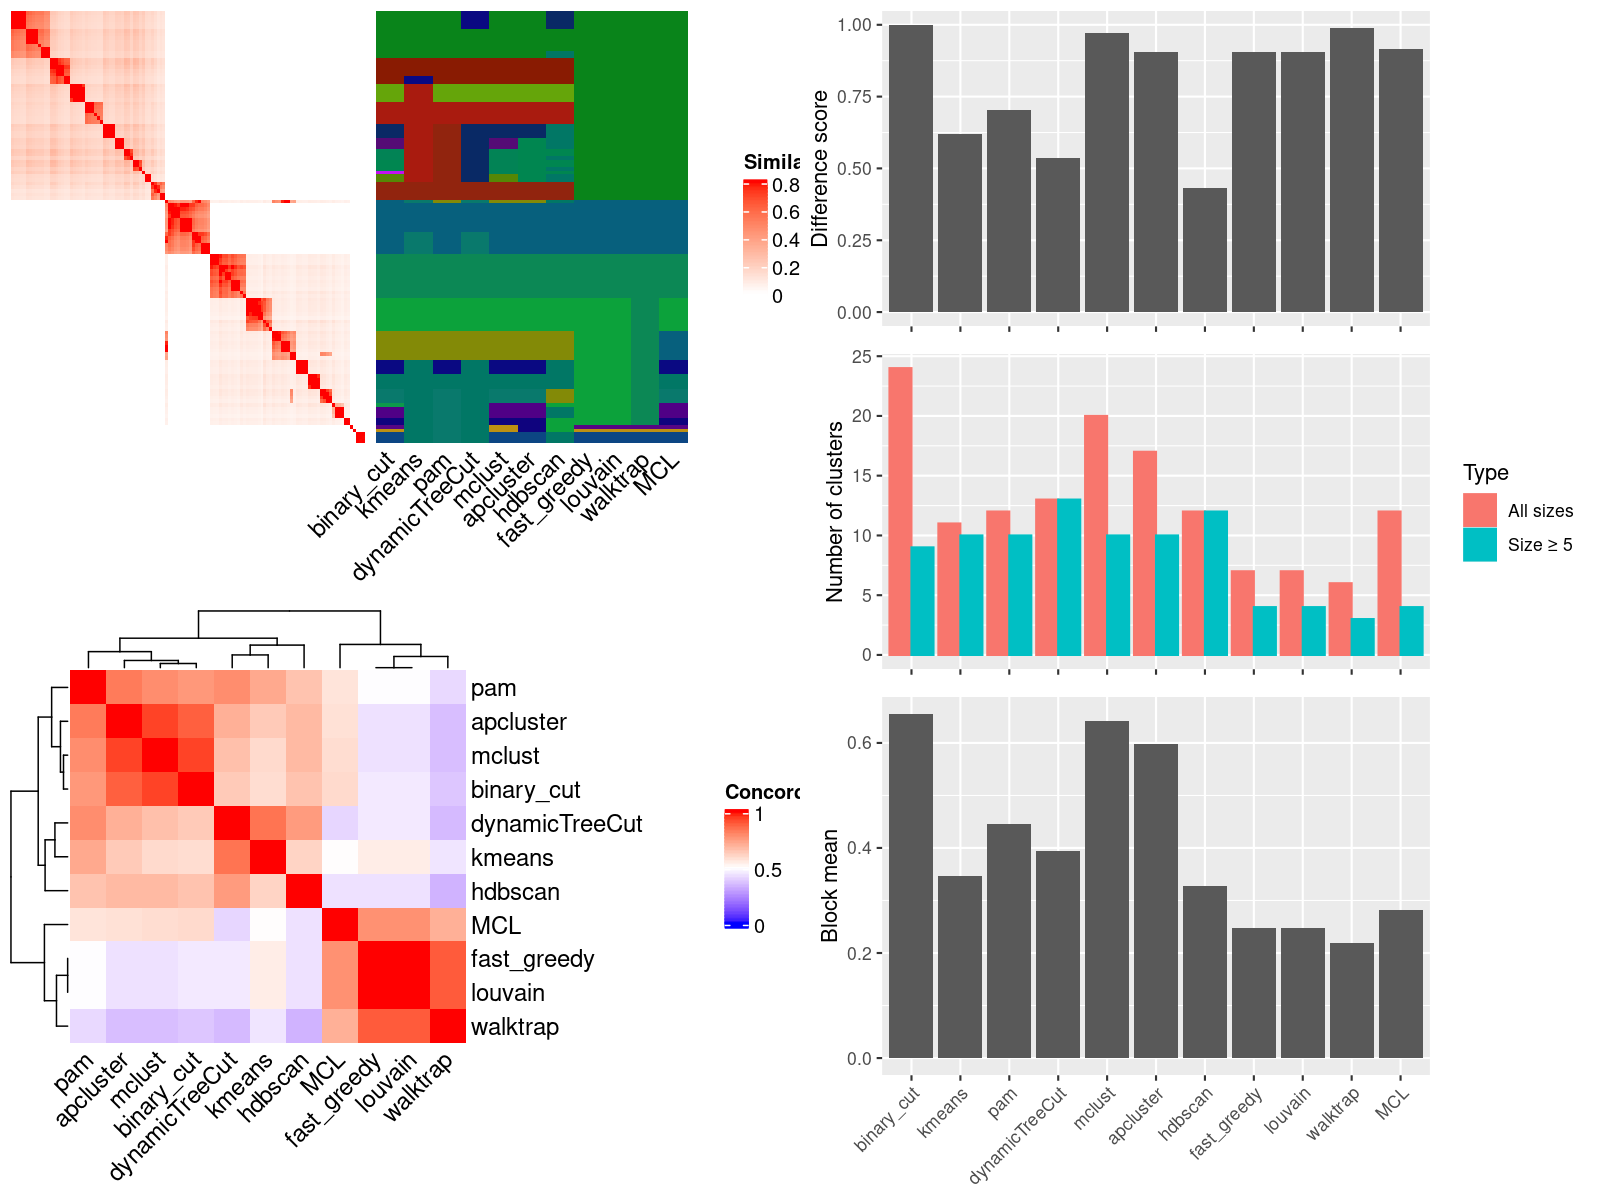 Simila
0.8
0.6
0.4
0.2
0
binary_cut
kmeans
pam
dynamicTreeCut
mclust
apcluster
hdbscan
fast_greedy
louvain
walktrap
MCL
Difference score
1.00
0.75
0.50
0.25
0.00
Number of clusters
25
20
15
10
5
0
Type
All sizes
Size ≥ 5
pam
apcluster
mclust
binary_cut
dynamicTreeCut
kmeans
hdbscan
MCL
fast_greedy
louvain
walktrap
pam
apcluster
mclust
binary_cut
dynamicTreeCut
kmeans
hdbscan
MCL
fast_greedy
louvain
walktrap
Concord
1
0.5
0
Block mean
0.6
0.4
0.2
0.0
binary_cut
kmeans
pam
dynamicTreeCut
mclust
apcluster
hdbscan
fast_greedy
louvain
walktrap
MCL